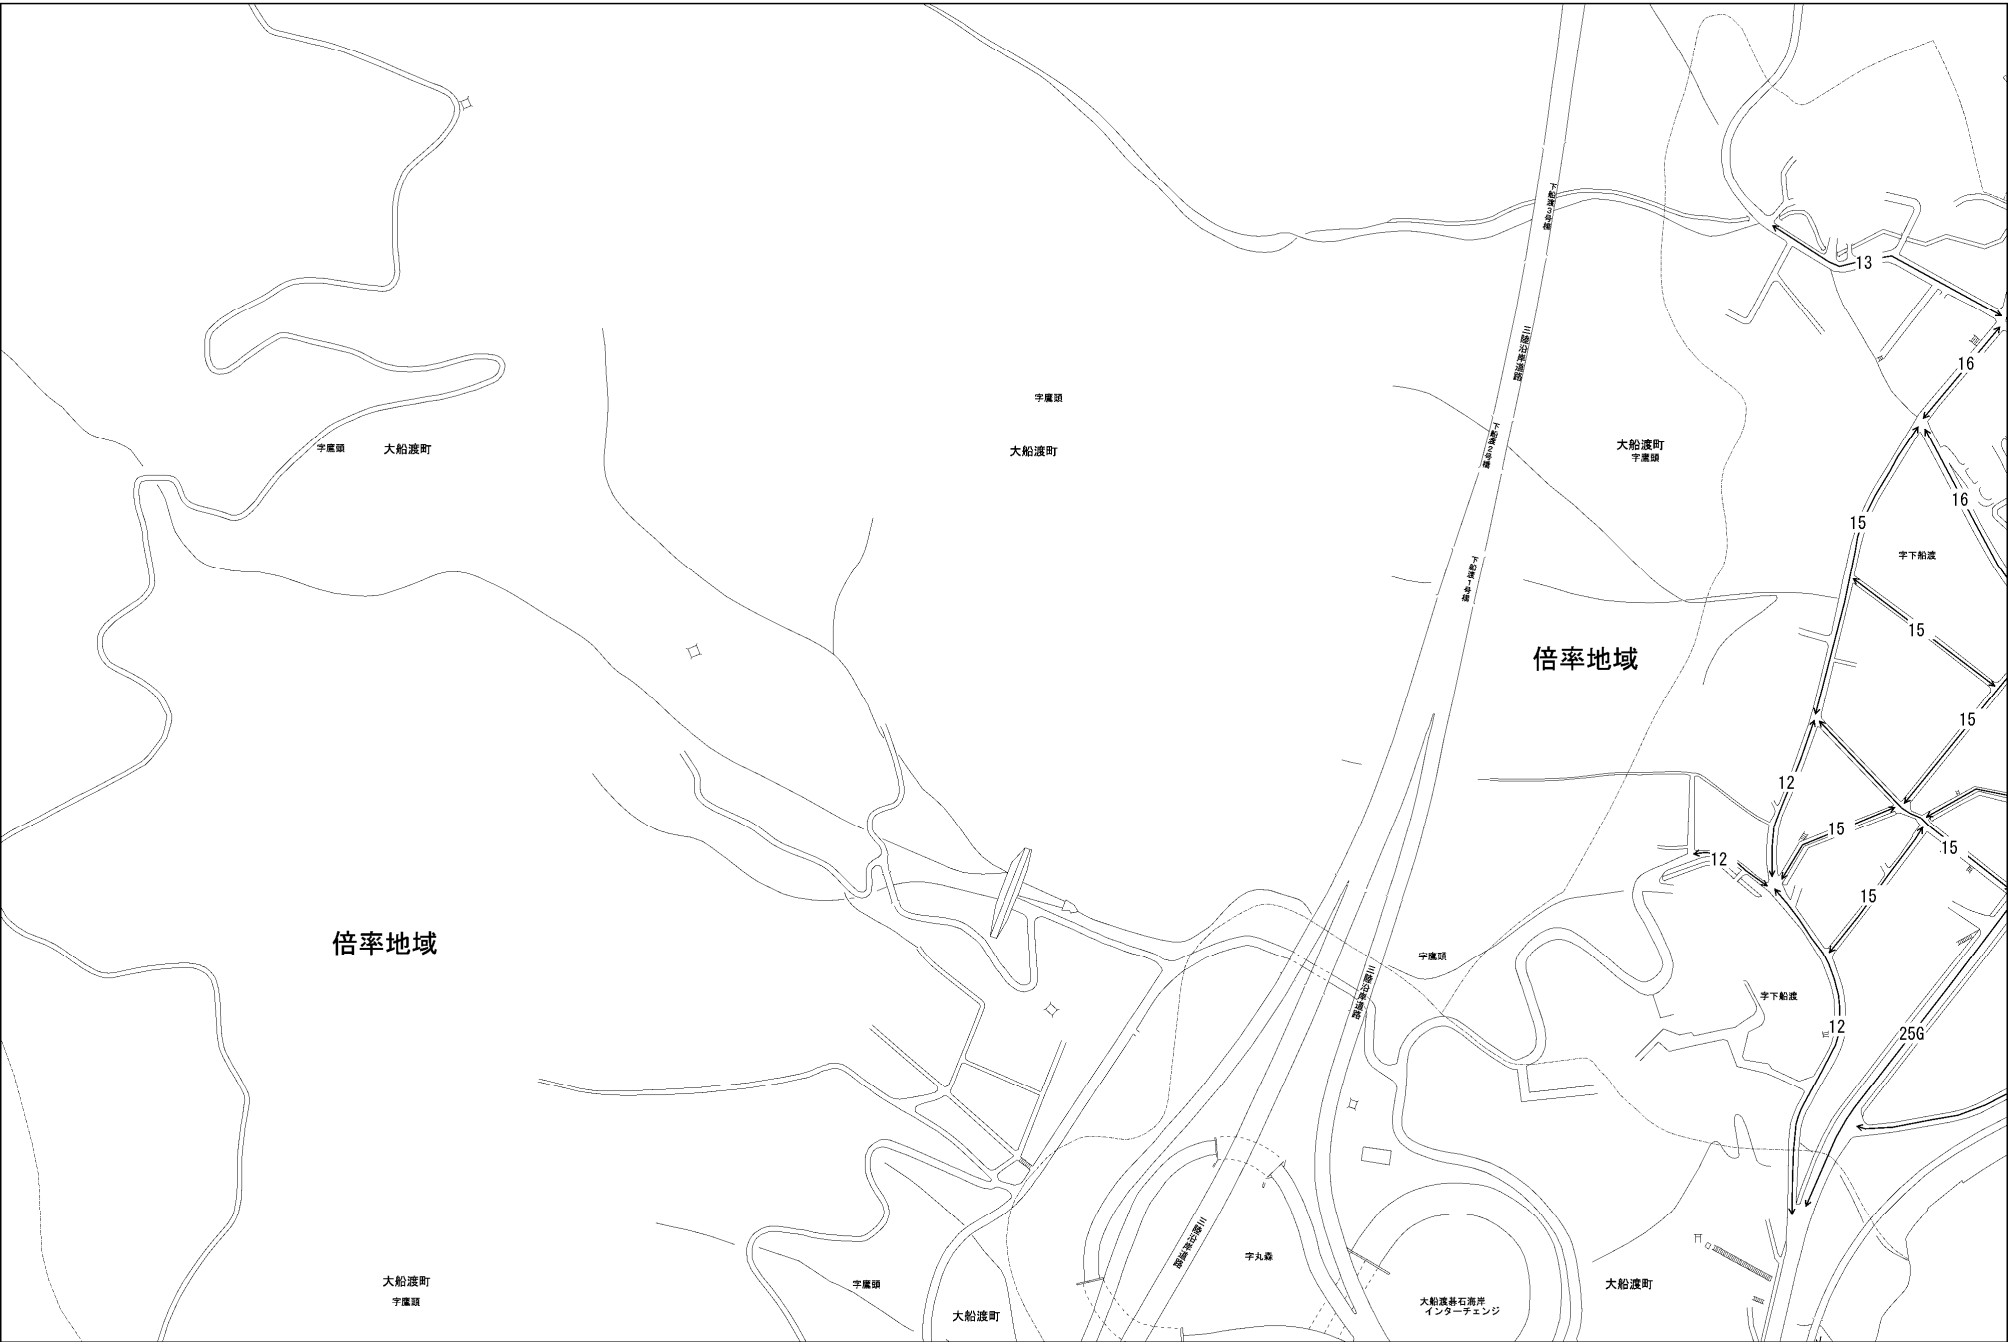 下船渡3号橋
13
三陸沿岸道路
16
字鷹頭
大船渡町
字鷹頭
大船渡町
下船渡2号橋
大船渡町
字鷹頭
16
15
字下船渡
下船渡1号橋
15
倍率地域
15
12
15
15
12
15
倍率地域
字鷹頭
三陸沿岸道路
字下船渡
12
25G
三陸沿岸道路
字丸森
大船渡町
字鷹頭
字鷹頭
大船渡町
大船渡碁石海岸
インターチェンジ
大船渡町